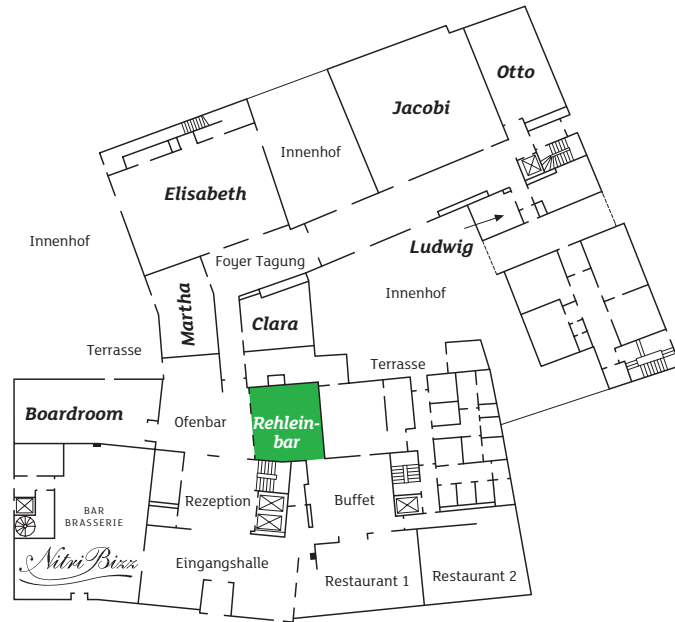 Otto
Jacobi
Innenhof
Elisabeth
Innenhof
Ludwig
Foyer Tagung
Innenhof
Martha
Clara
Terrasse
Terrasse
Boardroom
Ofenbar
Rehlein-
bar
Rezeption
Buffet
BAR
BRASSERIE
NitriBizz
Eingangshalle
Restaurant 1
Restaurant 2